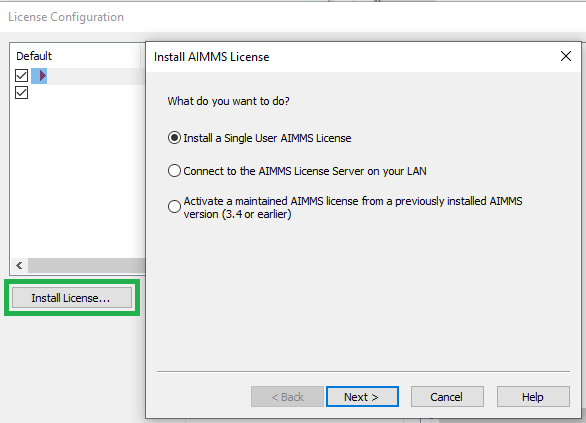 License Configuration
Install AIMMS License
Default
What do you want to do?
Install a Single User AIMMS License
Connect to the AIMMS License Server on your LAN
Activate a maintained AIMMS license from a previously installed AIMMS
version (3.4 or earlier)
Install License...
< Back
Next >
Cancel
Help